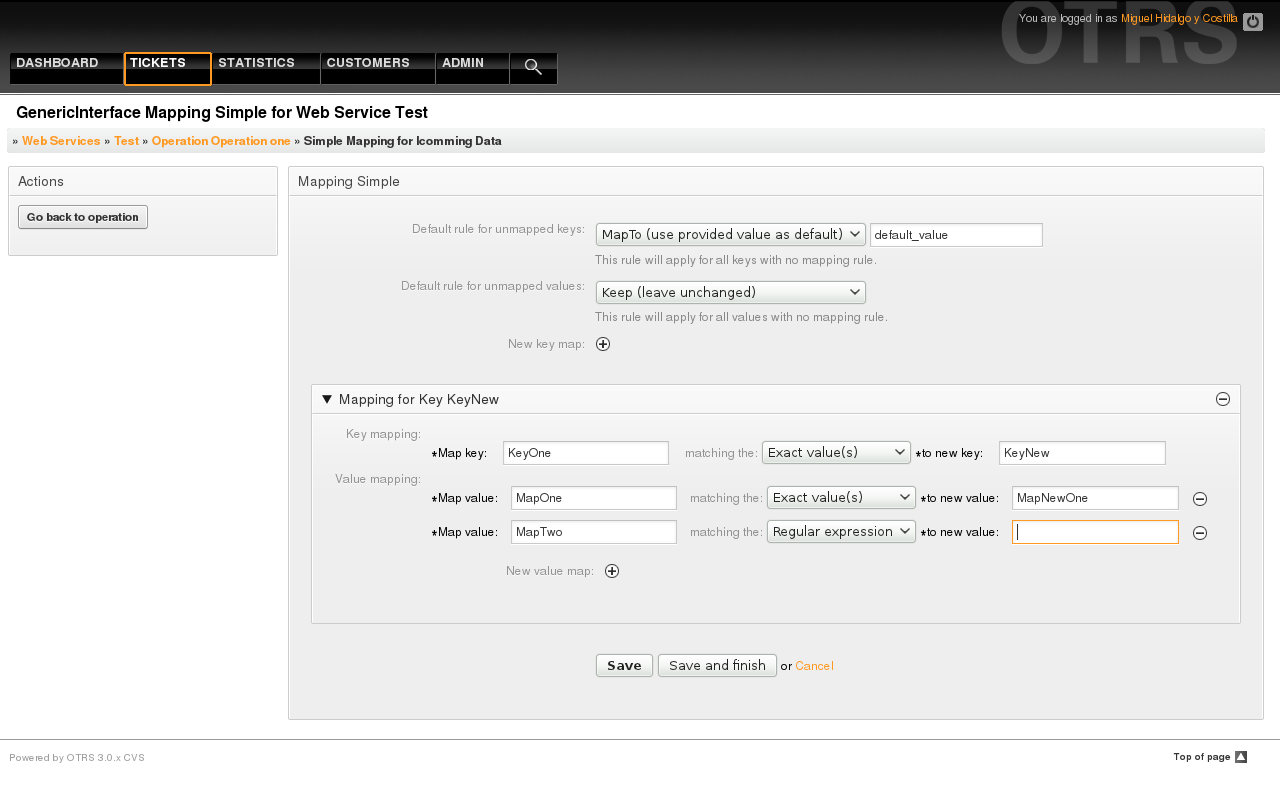 OTRS
You are logged in as Miguel Hidalgo y Costilla
DASHBOARD TICKETS STATISTICS CUSTOMERS ADMIN
GenericInterface Mapping Simple for Web Service Test
» Web Services » Test » Operation Operation one » Simple Mapping for Icomming Data
Actions
Go back to operation
Mapping Simple
Default rule for unmapped keys: MapTo (use provided value as default) default_value
This rule will apply for all keys with no mapping rule.
Default rule for unmapped values: Keep (leave unchanged)
This rule will apply for all values with no mapping rule.
New key map:
Mapping for Key KeyNew
Key mapping:
*Map key: KeyOne matching the: Exact value(s) *to new key: KeyNew
Value mapping:
*Map value: MapOne matching the: Exact value(s) *to new value: MapNewOne
*Map value: MapTwo matching the: Regular expression *to new value:
New value map:
Save Save and finish or Cancel
Powered by OTRS 3.0.x CVS
Top of page